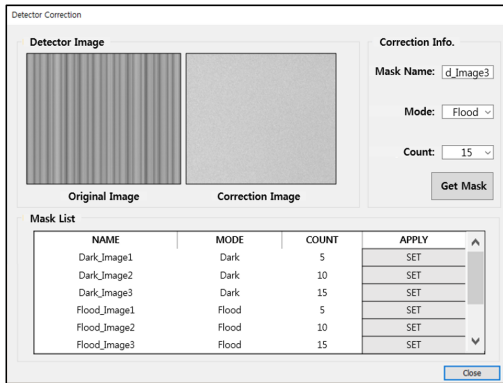 Detector Correction
Detector Image
Correction Info.
Mask Name: d_Image3
Mode: Flood
Count: 15
Get Mask
Original Image Correction Image
Mask List
NAME MODE COUNT APPLY
Dark_Image1 Dark 5 SET
Dark_Image2 Dark 10 SET
Dark_Image3 Dark 15 SET
Flood_Image1 Flood 5 SET
Flood_Image2 Flood 10 SET
Flood_Image3 Flood 15 SET
Close